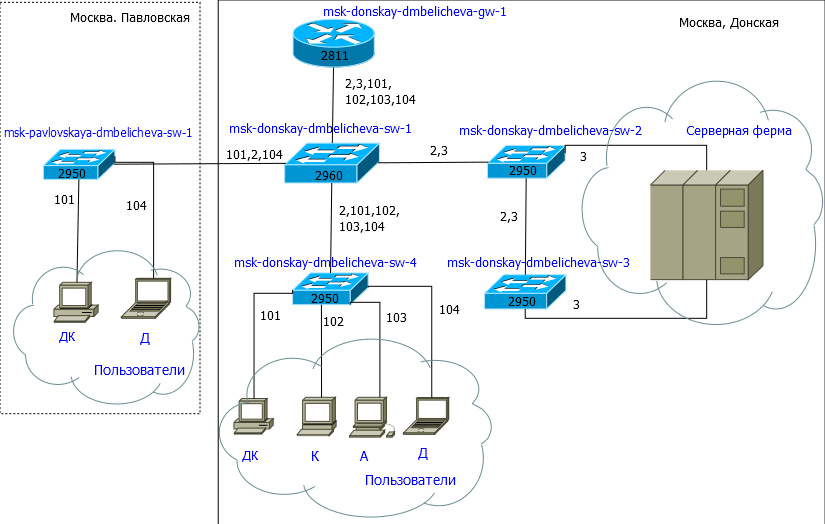 Москва. Павловская
msk-donskay-dmbelicheva-gw-1
Москва, Донская
2811
2,3,101,
102,103,104
msk-pavlovskaya-dmbelicheva-sw-1
msk-donskay-dmbelicheva-sw-1
msk-donskay-dmbelicheva-sw-2
Серверная ферма
2950
101,2,104
2960
2,3
2950
3
101
104
2,101,102,
103,104
2,3
msk-donskay-dmbelicheva-sw-4
msk-donskay-dmbelicheva-sw-3
2950
2950
101
102
103
104
3
ДК
Д
Пользователи
ДК
К
А
Д
Пользователи